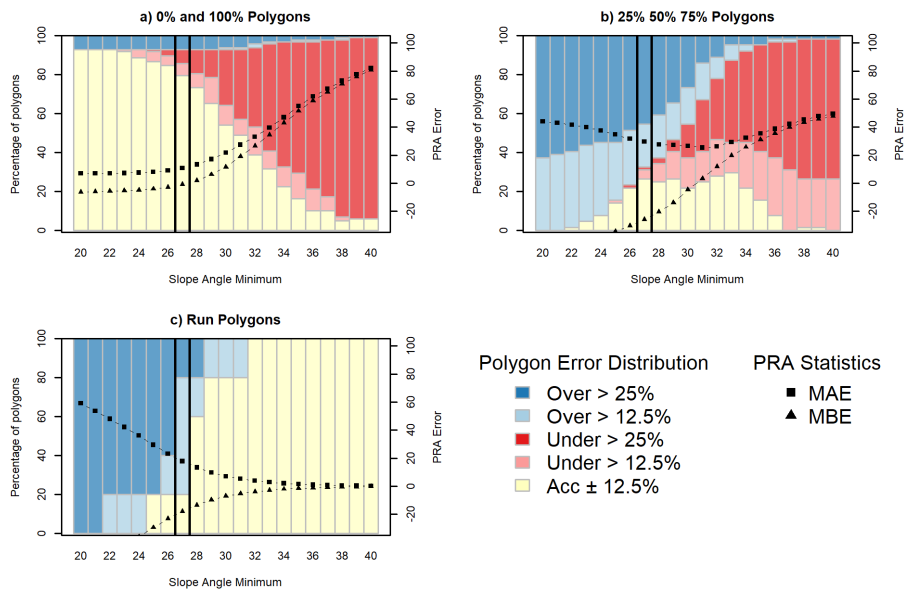 a) 0% and 100% Polygons
Percentage of polygons
100
80
60
40
20
0
100
80
60
40
20
0
-20
PRA Error
20 22 24 26 28 30 32 34 36 38 40
Slope Angle Minimum
b) 25% 50% 75% Polygons
Percentage of polygons
100
80
60
40
20
0
100
80
60
40
20
0
-20
PRA Error
20 22 24 26 28 30 32 34 36 38 40
Slope Angle Minimum
c) Run Polygons
Percentage of polygons
100
80
60
40
20
0
100
80
60
40
20
0
-20
PRA Error
20 22 24 26 28 30 32 34 36 38 40
Slope Angle Minimum
Polygon Error Distribution
Over > 25%
Over > 12.5%
Under > 25%
Under > 12.5%
Acc ± 12.5%
PRA Statistics
MAE
MBE